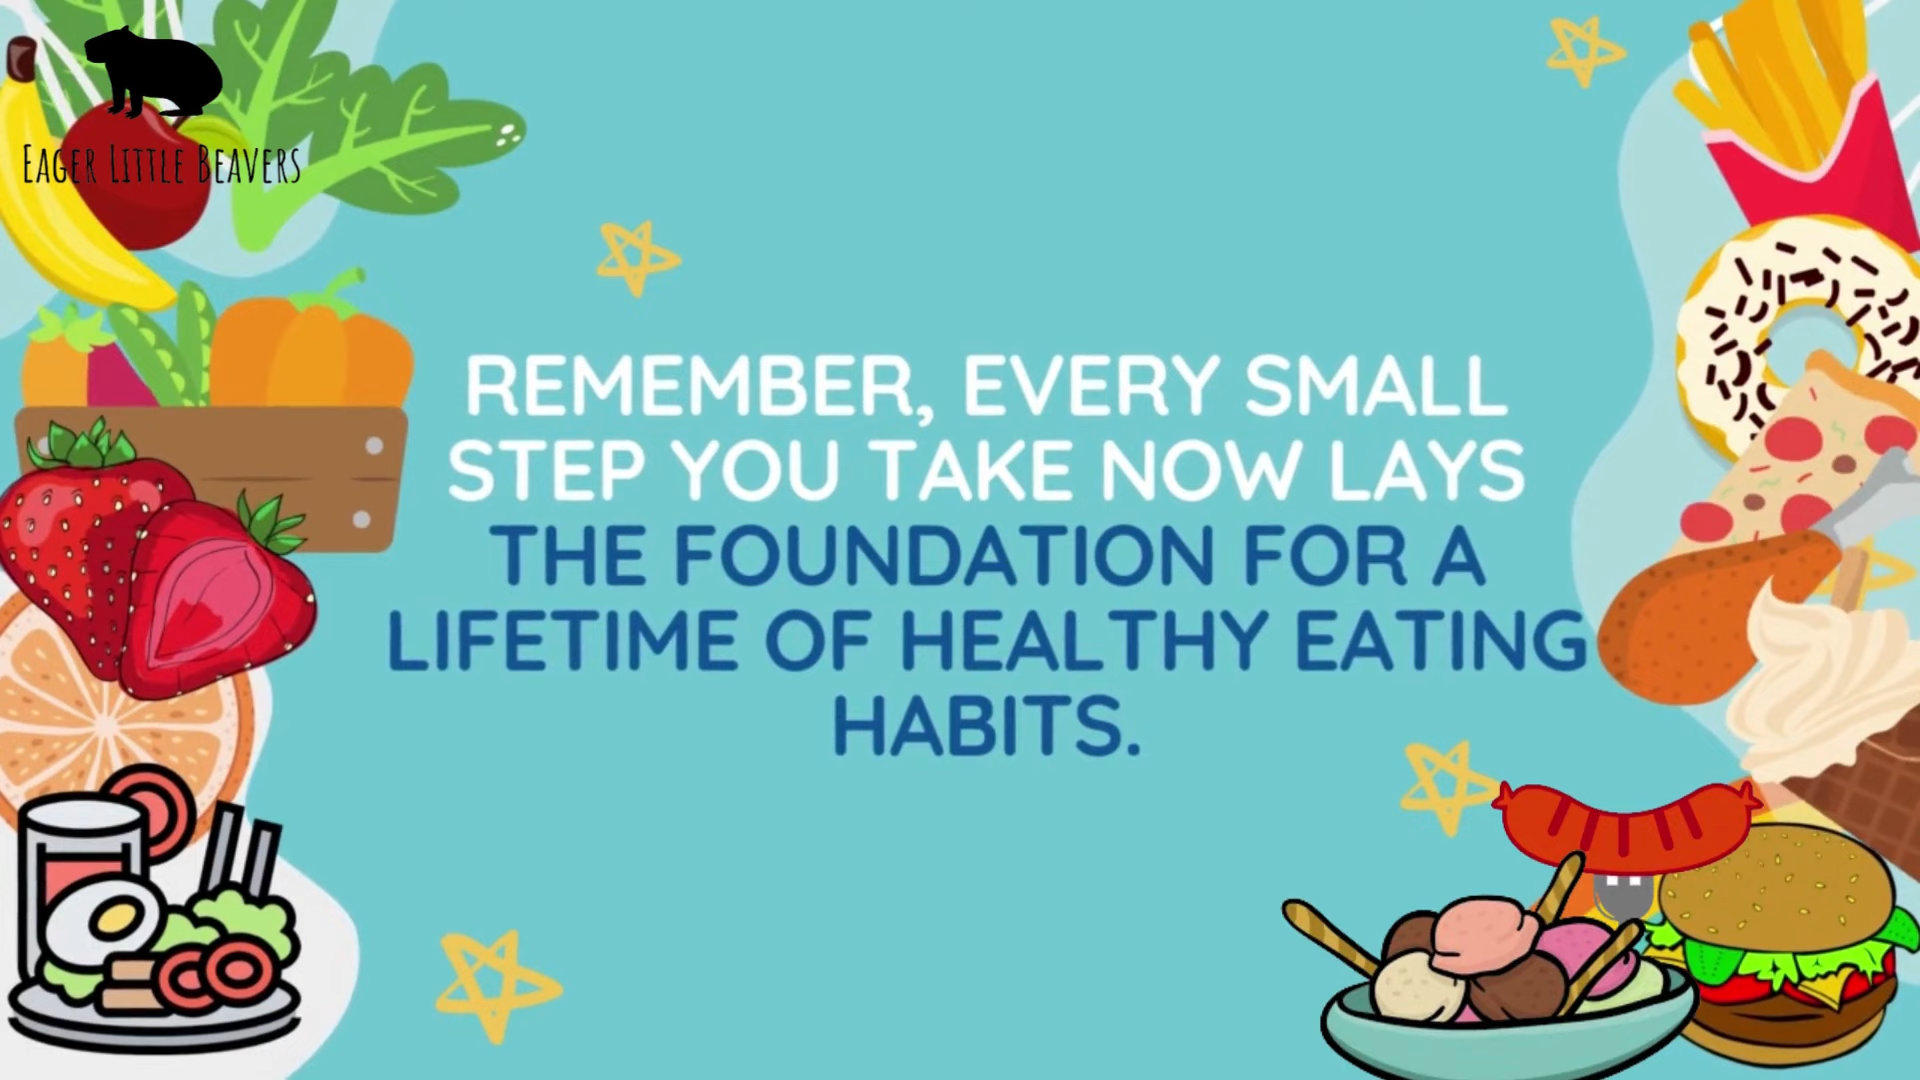 Eager Little Beavers
REMEMBER, EVERY SMALL
STEP YOU TAKE NOW LAYS
THE FOUNDATION FOR A
LIFETIME OF HEALTHY EATING
HABITS.